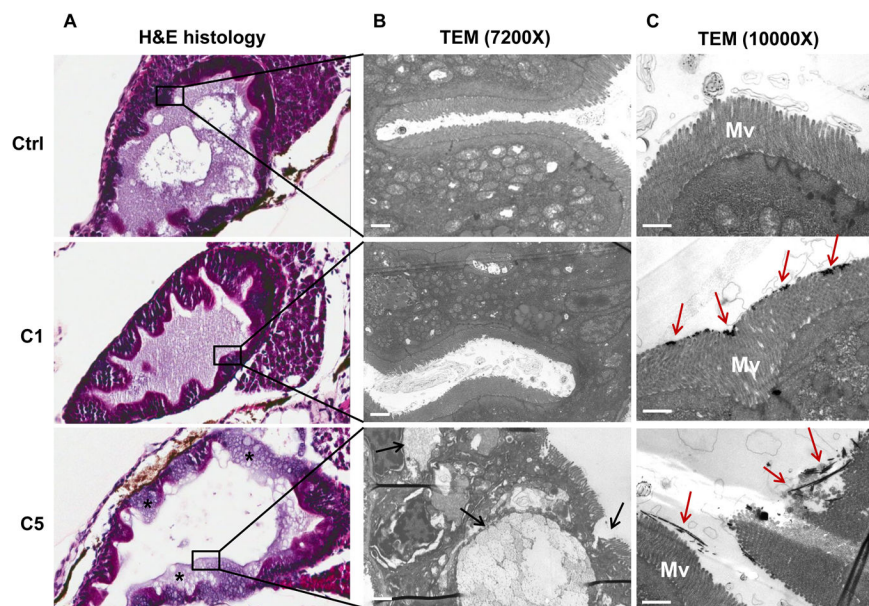 A B C
H&E histology TEM (7200X) TEM (10000X)
Ctrl
Mv
C1
Mv
C5
*
*
*
Mv